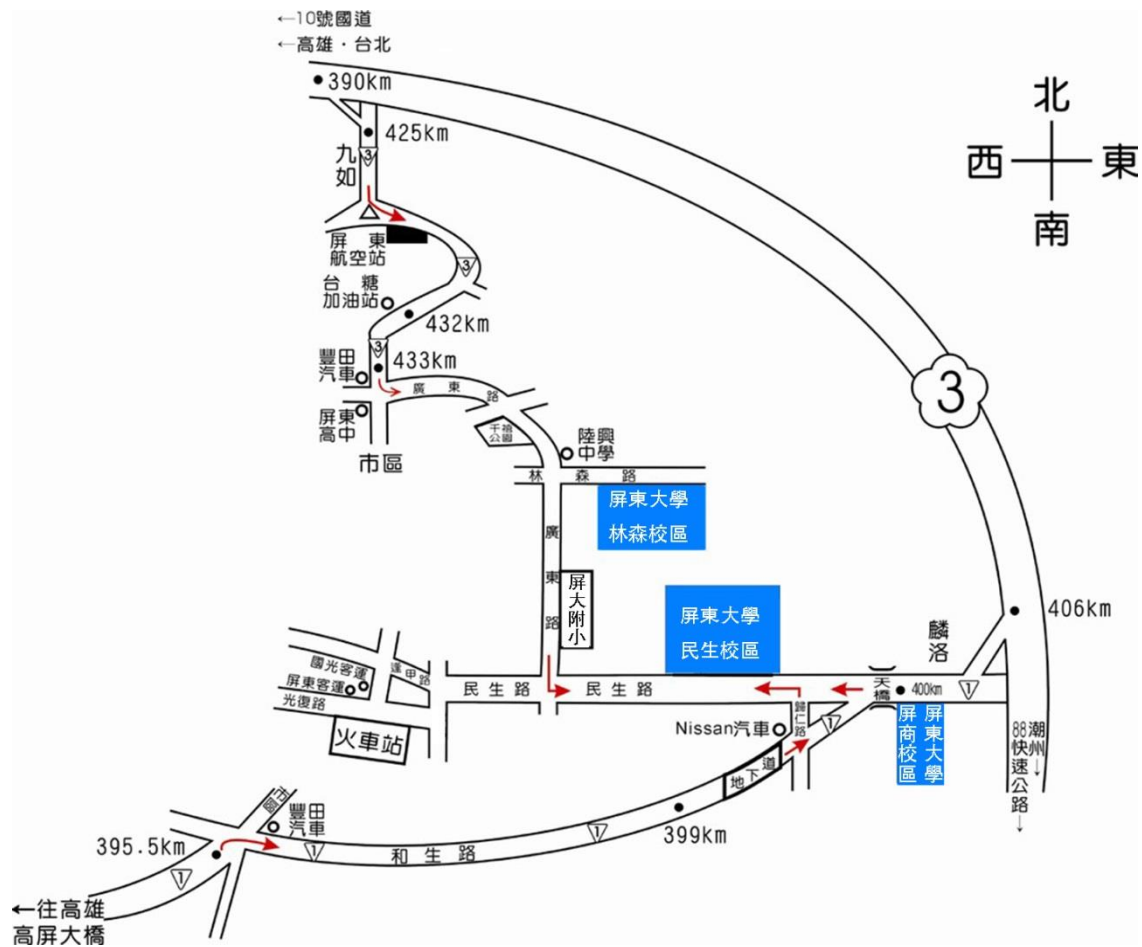 ←10號國道
←高雄・台北
390km
425km
3
九如
北
西
東
南
屏東
航空站
3
台糖
加油站
432km
3
433km
豐田
汽車
廣東路
屏東
高中
市區
千禧
公園
陸興
中學
林森路
3
屏東大學
林森校區
廣東路
屏大附小
屏東大學
民生校區
406km
麟洛
國光客運
屏東客運
逢甲路
光復路
民生路
民生路
天橋
400km
1
火車站
Nissan汽車
歸仁路
1
屏東大學
屏商校區
潮州↓
88快速公路↓
地下道
市區
豐田
汽車
395.5km
1
1
和生路
1
399km
←往高雄
高屏大橋